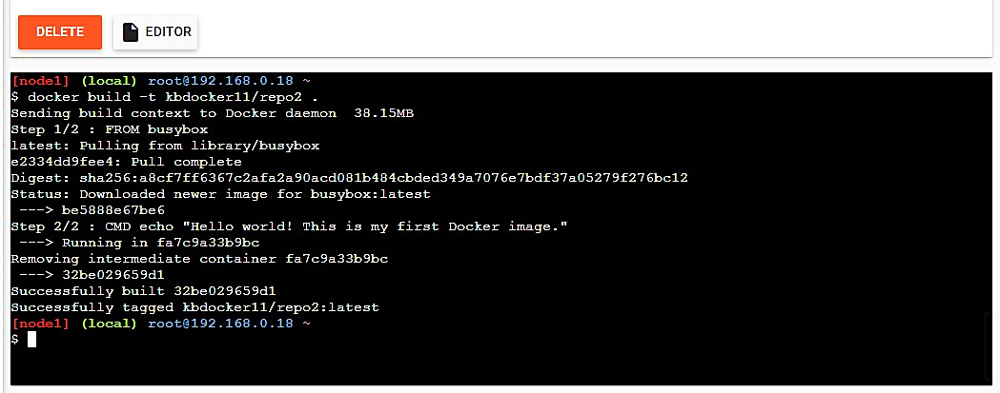 DELETE
EDITOR
[node1] (local) root@192.168.0.18 ~
$ docker build -t kbdocker11/repo2 .
Sending build context to Docker daemon  38.15MB
Step 1/2 : FROM busybox
latest: Pulling from library/busybox
e2334dd9fee4: Pull complete
Digest: sha256:a8cf7ff6367c2afa2a90acd081b484cbded349a7076e7bdf37a05279f276bc12
Status: Downloaded newer image for busybox:latest
 ---> be5888e67be6
Step 2/2 : CMD echo "Hello world! This is my first Docker image."
 ---> Running in fa7c9a33b9bc
Removing intermediate container fa7c9a33b9bc
 ---> 32be029659d1
Successfully built 32be029659d1
Successfully tagged kbdocker11/repo2:latest
[node1] (local) root@192.168.0.18 ~
$